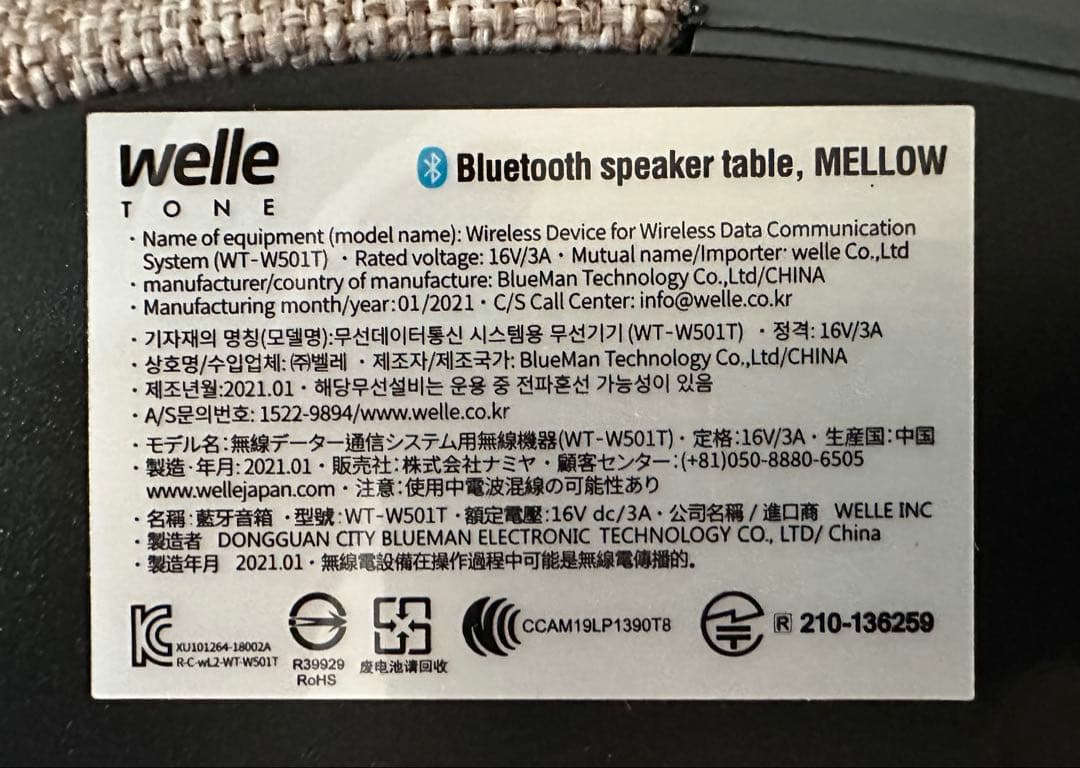 welle
TONE
Bluetooth speaker table, MELLOW
· Name of equipment (model name): Wireless Device for Wireless Data Communication
System (WT-W501T) · Rated voltage: 16V/3A · Mutual name/Importer· welle Co.,Ltd
· manufacturer/country of manufacture: BlueMan Technology Co.,Ltd/CHINA
· Manufacturing month/year:01/2021 · C/S Call Center: info@welle.co.kr
· 기자재의 명칭(모델명):무선데이터통신 시스템용 무선기기 (WT-W501T) · 정격: 16V/3A
· 상호명/수입업체: ㈜벨레 · 제조자/제조국가: BlueMan Technology Co.,Ltd/CHINA
· 제조년월:2021.01 · 해당무선설비는 운용 중 전파혼선 가능성이 있음
· A/S문의번호: 1522-9894/www.welle.co.kr
· モデル名:無線データー通信システム用無線機器(WT-W501T) · 定格:16V/3A · 生産国:中国
· 製造·年月: 2021.01 · 販売社:株式会社ナミヤ · 顧客センター:(+81)050-8880-6505
www.wellejapan.com · 注意:使用中電波混線の可能性あり
· 名稱:藍牙音箱 · 型號:WT-W501T · 額定電壓:16V dc/3A · 公司名稱 / 進口商 WELLE INC
· 製造者 DONGGUAN CITY BLUEMAN ELECTRONIC TECHNOLOGY CO., LTD/ China
· 製造年月 2021.01 · 無線電設備在操作過程中可能是無線電傳播的.
XU101264-18002A
R-C-wL2-WT-W501T
R39929
RoHS
废电池请回收
CCAM19LP1390T8
R 210-136259